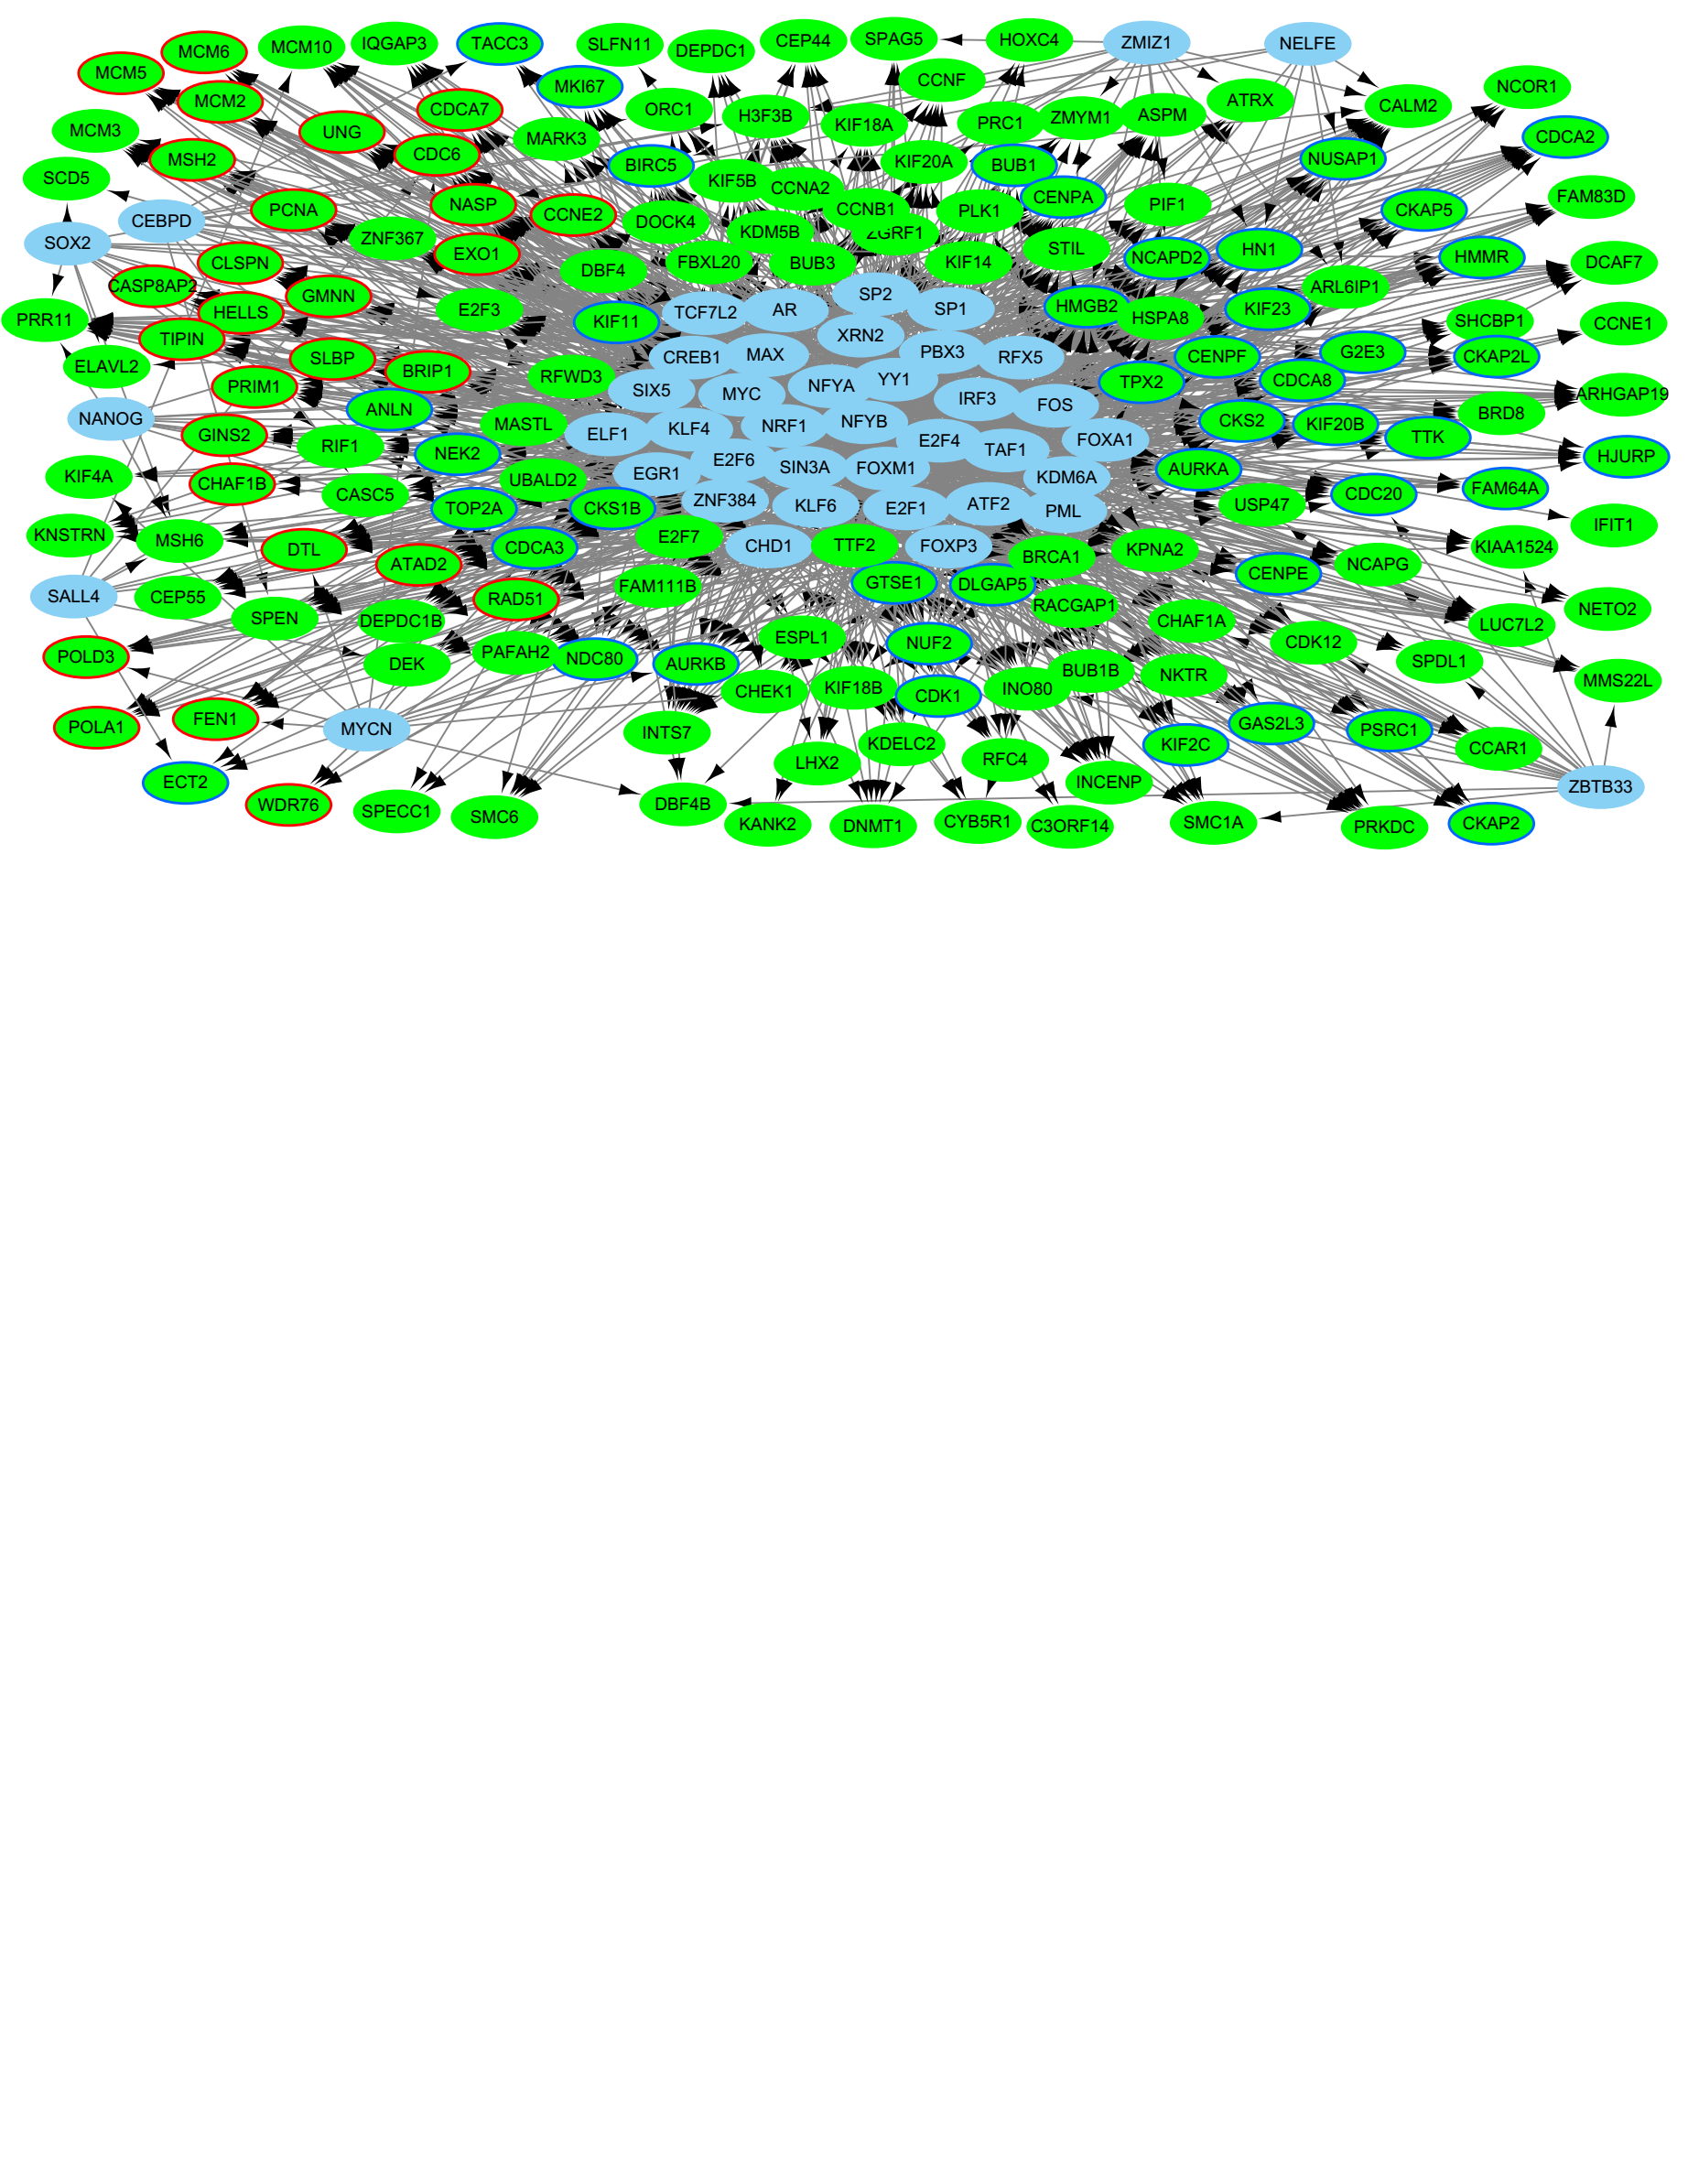 MCM6
MCM10
IQGAP3
TACC3
SLFN11
DEPDC1
CEP44
SPAG5
HOXC4
ZMIZ1
NELFE
MCM5
MCM2
CDCA7
MKI67
ORC1
H3F3B
CCNF
KIF18A
PRC1
ZMYM1
ASPM
ATRX
CALM2
NCOR1
MCM3
UNG
CDC6
MARK3
CDCA2
MSH2
BIRC5
KIF5B
CCNA2
KIF20A
BUB1
NUSAP1
SCD5
CEBPD
PCNA
NASP
CCNE2
DOCK4
CCNB1
PLK1
CENPA
PIF1
CKAP5
FAM83D
SOX2
ZNF367
EXO1
KDM5B
ZGRF1
STIL
HN1
CLSPN
DBF4
FBXL20
BUB3
KIF14
NCAPD2
HMMR
DCAF7
CASP8AP2
GMNN
ARL6IP1
PRR11
HELLS
E2F3
KIF11
TCF7L2
AR
SP2
SP1
HMGB2
HSPA8
KIF23
SHCBP1
CCNE1
TIPIN
XRN2
ELAVL2
SLBP
BRIP1
RFWD3
CREB1
MAX
PBX3
RFX5
CENPF
G2E3
CKAP2L
PRIM1
SIX5
MYC
NFYA
YY1
IRF3
FOS
TPX2
CDCA8
ARHGAP19
NANOG
ANLN
MASTL
BRD8
GINS2
RIF1
NEK2
ELF1
KLF4
NRF1
NFYB
E2F4
TAF1
FOXA1
CKS2
KIF20B
TTK
HJURP
KIF4A
CHAF1B
CASC5
UBALD2
EGR1
E2F6
SIN3A
FOXM1
KDM6A
AURKA
CDC20
FAM64A
KNSTRN
MSH6
TOP2A
CKS1B
ZNF384
KLF6
E2F1
ATF2
PML
USP47
IFIT1
DTL
CDCA3
E2F7
CHD1
TTF2
FOXP3
BRCA1
KPNA2
KIAA1524
SALL4
CEP55
ATAD2
FAM111B
GTSE1
DLGAP5
CENPE
NCAPG
NETO2
SPEN
DEPDC1B
RAD51
RACGAP1
CHAF1A
LUC7L2
POLD3
DEK
PAFAH2
NDC80
AURKB
ESPL1
NUF2
BUB1B
NKTR
CDK12
SPDL1
MMS22L
POLA1
FEN1
MYCN
CHEK1
KIF18B
CDK1
INO80
INTS7
KDELC2
KIF2C
GAS2L3
PSRC1
CCAR1
ECT2
WDR76
SPECC1
SMC6
DBF4B
LHX2
RFC4
INCENP
ZBTB33
KANK2
DNMT1
CYB5R1
C3ORF14
SMC1A
PRKDC
CKAP2